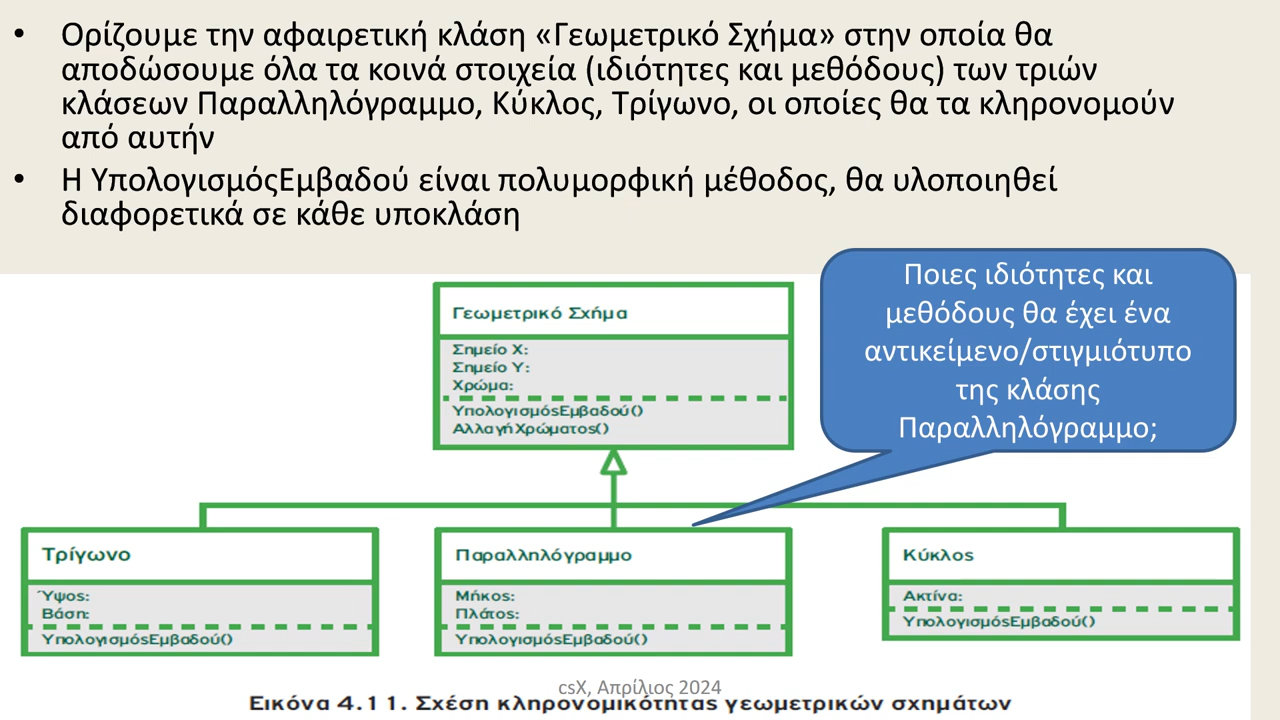 • Ορίζουμε την αφαιρετική κλάση «Γεωμετρικό Σχήμα» στην οποία θα
αποδώσουμε όλα τα κοινά στοιχεία (ιδιότητες και μεθόδους) των τριών
κλάσεων Παραλληλόγραμμο, Κύκλος, Τρίγωνο, οι οποίες θα τα κληρονομούν
από αυτήν
• Η ΥπολογισμόςΕμβαδού είναι πολυμορφική μέθοδος, θα υλοποιηθεί
διαφορετικά σε κάθε υποκλάση
Ποιες ιδιότητες και
μεθόδους θα έχει ένα
αντικείμενο/στιγμιότυπο
της κλάσης
Παραλληλόγραμμο;
Γεωμετρικό Σχήμα
Σημείο Χ:
Σημείο Υ:
Χρώμα:
ΥπολογισμόςΕμβαδού()
ΑλλαγήΧρώματος()
Τρίγωνο
Ύψος:
Βάση:
ΥπολογισμόςΕμβαδού()
Παραλληλόγραμμο
Μήκος:
Πλάτος:
ΥπολογισμόςΕμβαδού()
Κύκλος
Ακτίνα:
ΥπολογισμόςΕμβαδού()
csX, Απρίλιος 2024
Εικόνα 4.11. Σχέση κληρονομικότητας γεωμετρικών σχημάτων